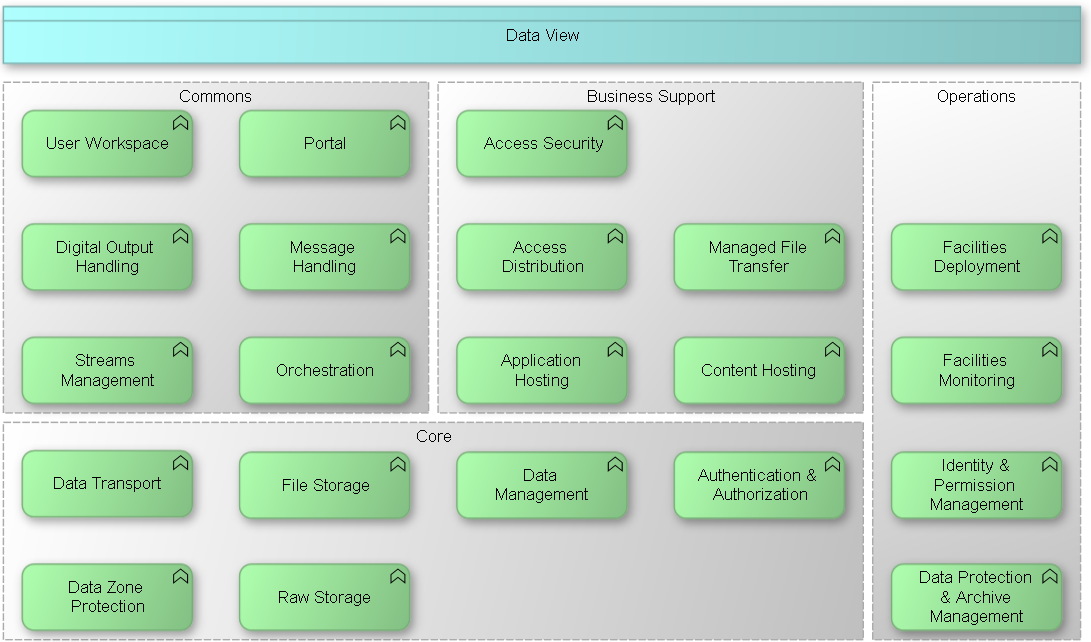 Data View
Commons
User Workspace
Portal
Digital Output
Handling
Message
Handling
Streams
Management
Orchestration
Business Support
Access Security
Access
Distribution
Managed File
Transfer
Application
Hosting
Content Hosting
Operations
Facilities
Deployment
Facilities
Monitoring
Identity &
Permission
Management
Data Protection
& Archive
Management
Core
Data Transport
File Storage
Data
Management
Authentication &
Authorization
Data Zone
Protection
Raw Storage